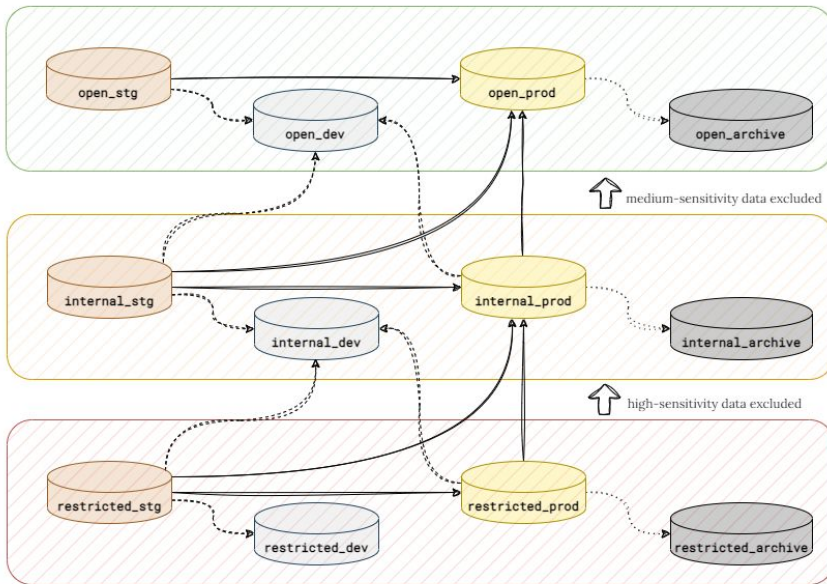 open_stg
open_prod
open_dev
open_archive
medium-sensitivity data excluded
internal_stg
internal_prod
internal_dev
internal_archive
high-sensitivity data excluded
restricted_stg
restricted_prod
restricted_dev
restricted_archive